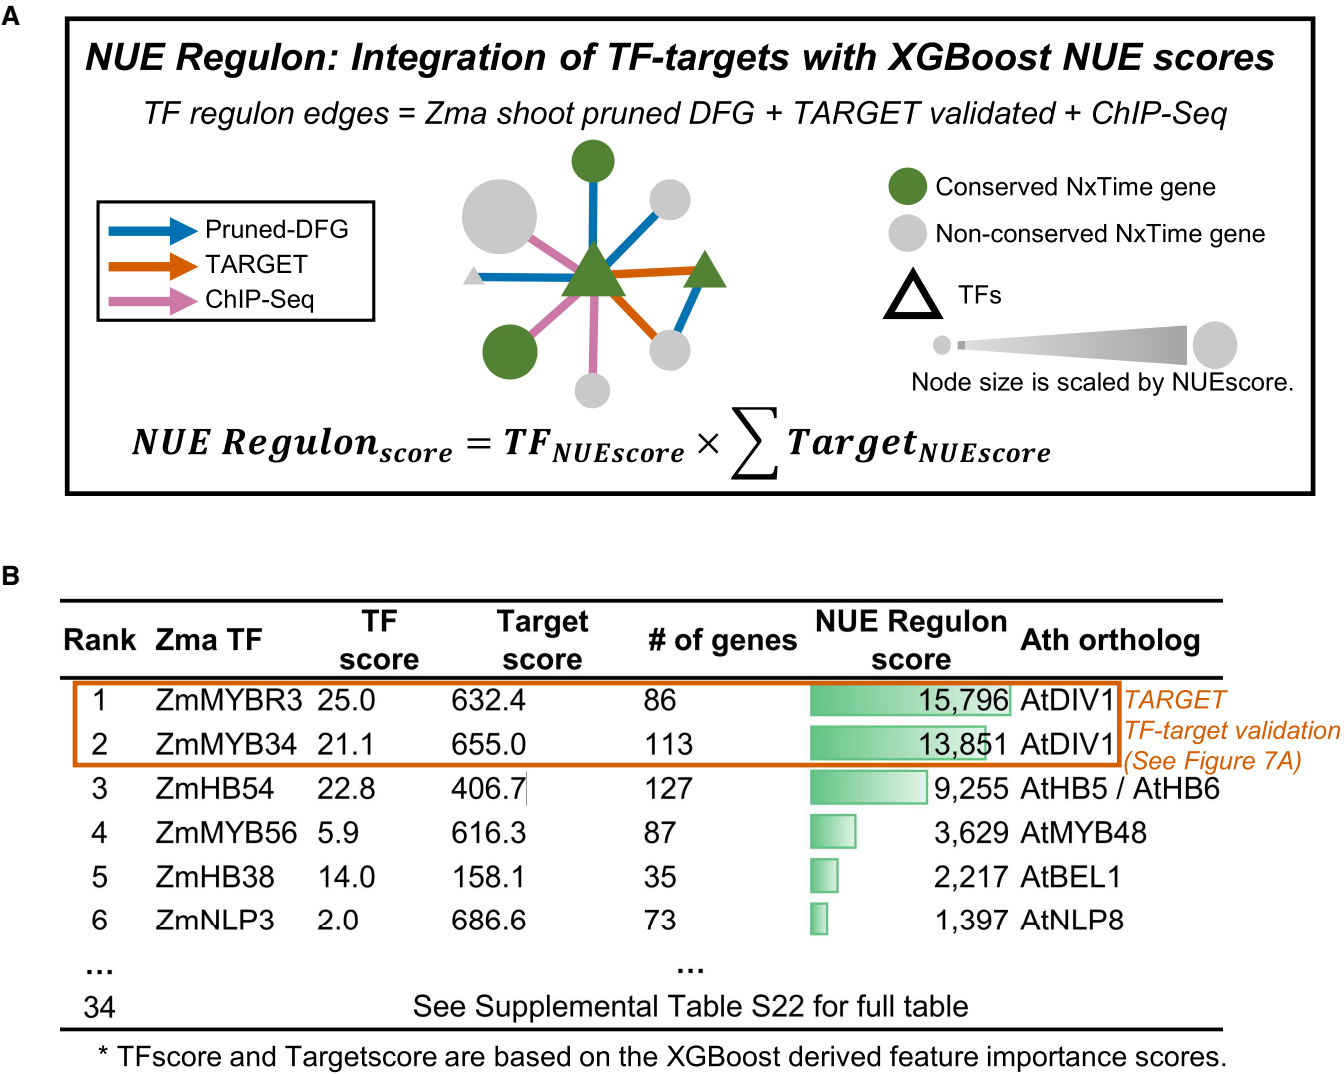 A
NUE Regulon: Integration of TF-targets with XGBoost NUE scores
TF regulon edges = Zma shoot pruned DFG + TARGET validated + ChIP-Seq
Pruned-DFG
TARGET
ChIP-Seq
Conserved NxTime gene
Non-conserved NxTime gene
TFs
Node size is scaled by NUEscore.
NUE Regulon_score = TF_NUEscore × ∑ Target_NUEscore
B
Rank Zma TF TF score Target score # of genes NUE Regulon score Ath ortholog
1 ZmMYBR3 25.0 632.4 86 15,796 AtDIV1
2 ZmMYB34 21.1 655.0 113 13,851 AtDIV1
TARGET
TF-target validation
(See Figure 7A)
3 ZmHB54 22.8 406.7 127 9,255 AtHB5 / AtHB6
4 ZmMYB56 5.9 616.3 87 3,629 AtMYB48
5 ZmHB38 14.0 158.1 35 2,217 AtBEL1
6 ZmNLP3 2.0 686.6 73 1,397 AtNLP8
... ...
34 See Supplemental Table S22 for full table
* TFscore and Targetscore are based on the XGBoost derived feature importance scores.